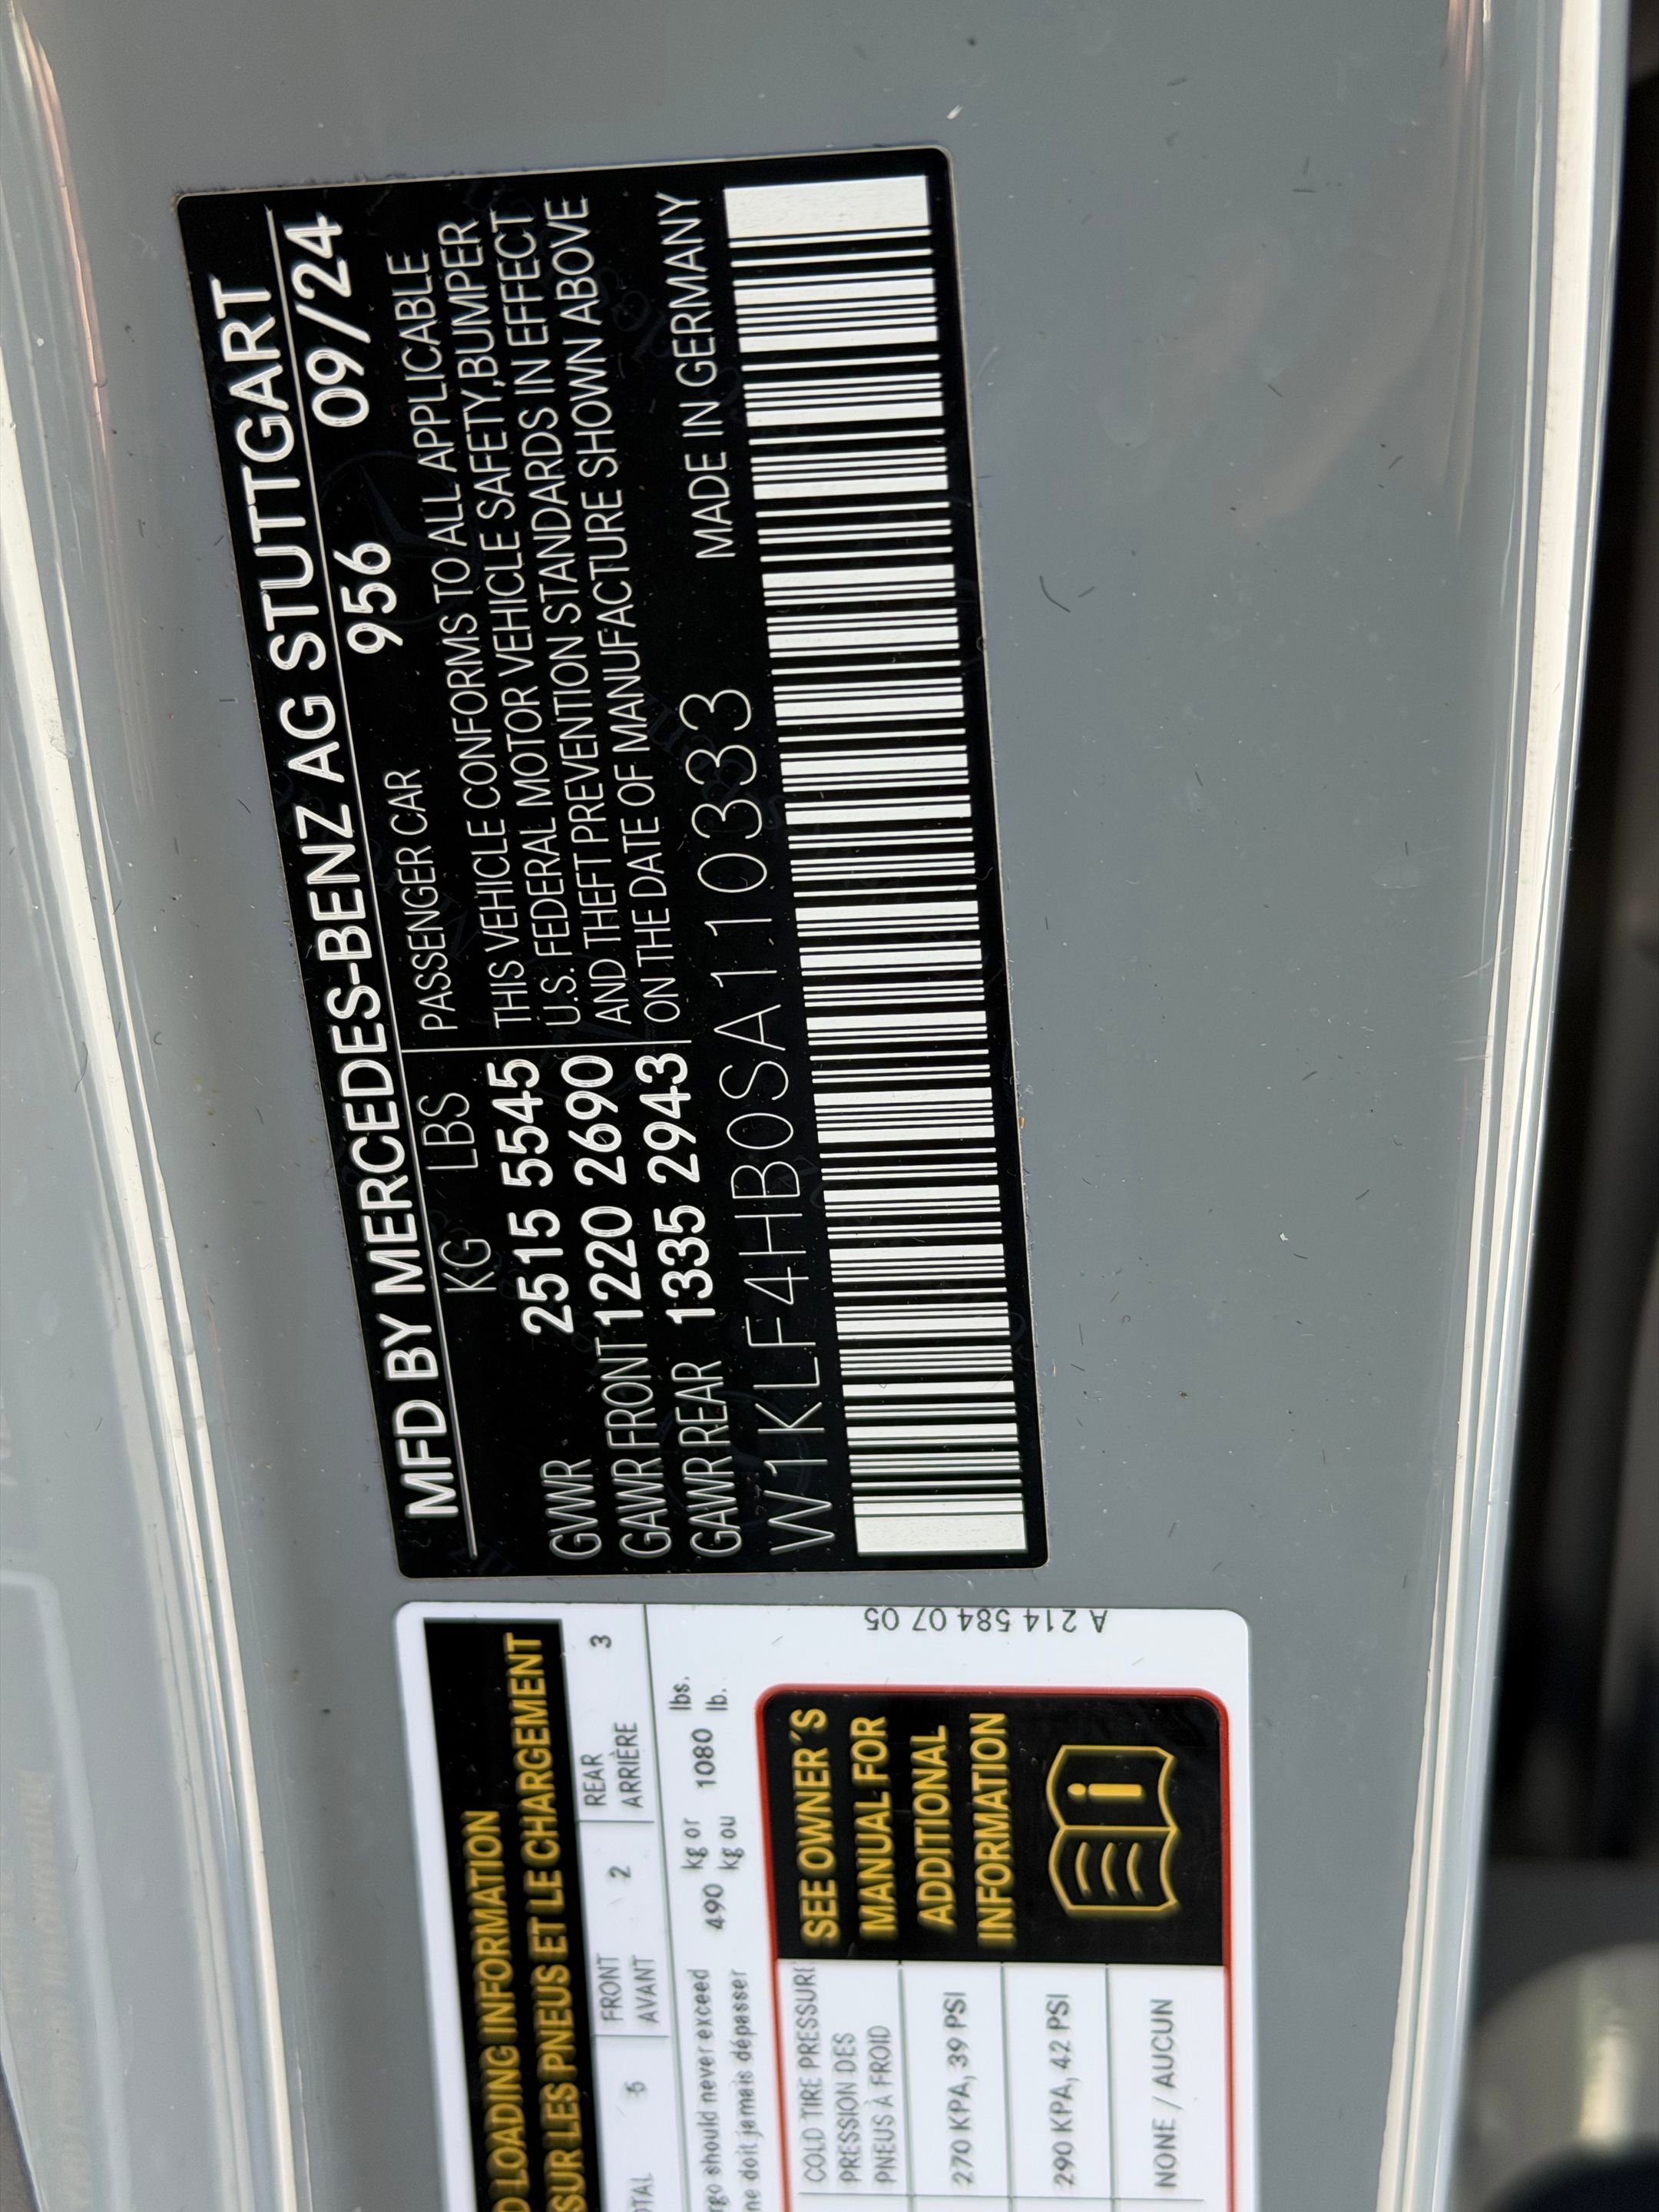 MFD BY MERCEDES-BENZ AG STUTTGART
956 09/24
KG LBS
PASSENGER CAR
GVWR 2515 5545
GAWR FRONT 1220 2690
GAWR REAR 1335 2943
THIS VEHICLE CONFORMS TO ALL APPLICABLE
U.S. FEDERAL MOTOR VEHICLE SAFETY,BUMPER
AND THEFT PREVENTION STANDARDS IN EFFECT
ON THE DATE OF MANUFACTURE SHOWN ABOVE
W1KLF4HB0SA110333 MADE IN GERMANY
LOADING INFORMATION
SUR LES PNEUS ET LE CHARGEMENT
5
FRONT 2 REAR 3
AVANT ARRIÈRE
should never exceed 490 kg or 1080 lbs.
ne doit jamais dépasser kg ou lb.
COLD TIRE PRESSURE
PRESSION DES
PNEUS À FROID
270 KPA, 39 PSI
290 KPA, 42 PSI
NONE / AUCUN
SEE OWNER'S
MANUAL FOR
ADDITIONAL
INFORMATION
i
A 214 584 07 05